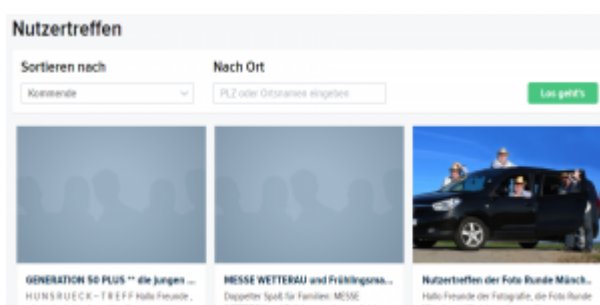 Nutzertreffen
Sortieren nach
Nach Ort
Kommende
PLZ oder Ortsnamen eingeben
Los geht's
GENERATION 50 PLUS ** die jungen ...
MESSE WETTERAU und Frühlingsma...
Nutzertreffen der Foto Runde Münch...
HUNSRUECK-TREFF Hallo Freunde,
Doppelter Spaß für Familien: MESSE
Hallo Freunde der Fotografie, die Foto Runde